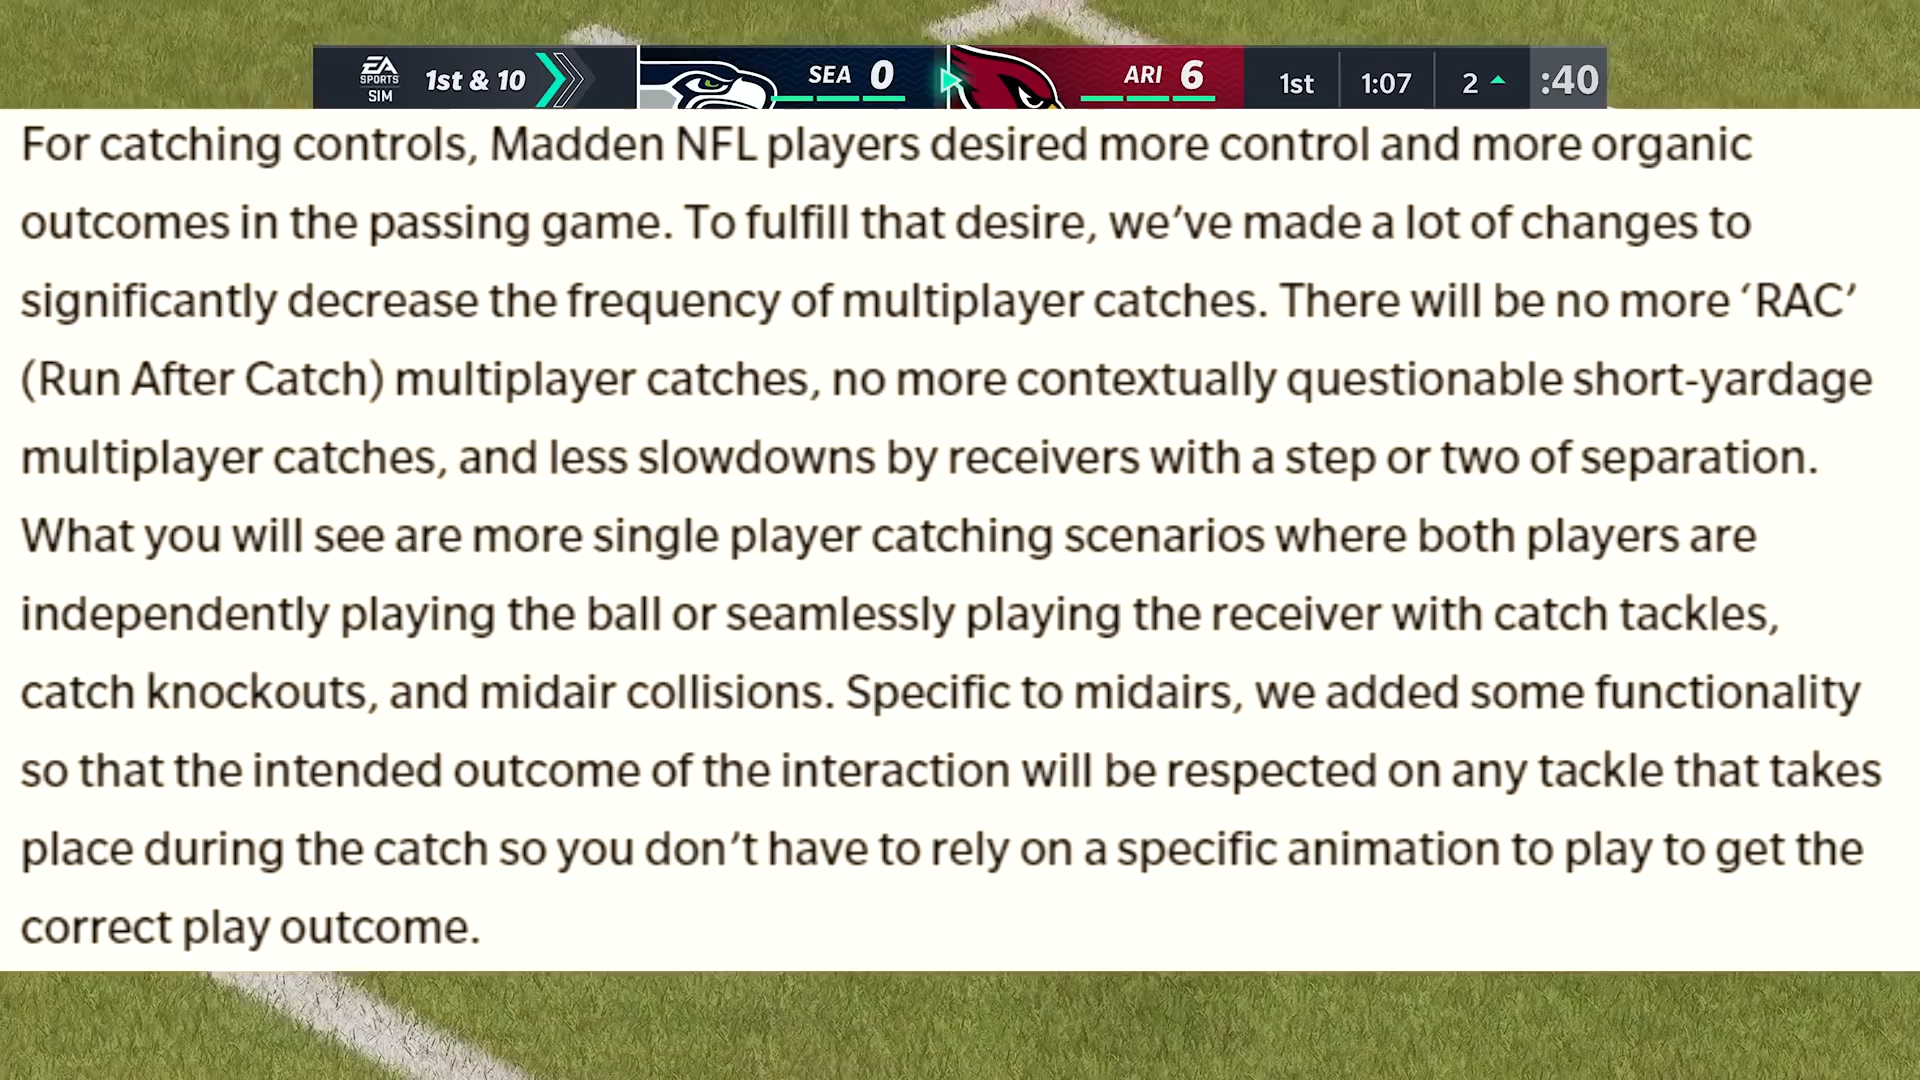 EA SPORTS SIM 1st & 10 SEA 0 ARI 6 1st 1:07 2 :40
For catching controls, Madden NFL players desired more control and more organic
outcomes in the passing game. To fulfill that desire, we’ve made a lot of changes to
significantly decrease the frequency of multiplayer catches. There will be no more ‘RAC’
(Run After Catch) multiplayer catches, no more contextually questionable short-yardage
multiplayer catches, and less slowdowns by receivers with a step or two of separation.
What you will see are more single player catching scenarios where both players are
independently playing the ball or seamlessly playing the receiver with catch tackles,
catch knockouts, and midair collisions. Specific to midairs, we added some functionality
so that the intended outcome of the interaction will be respected on any tackle that takes
place during the catch so you don’t have to rely on a specific animation to play to get the
correct play outcome.